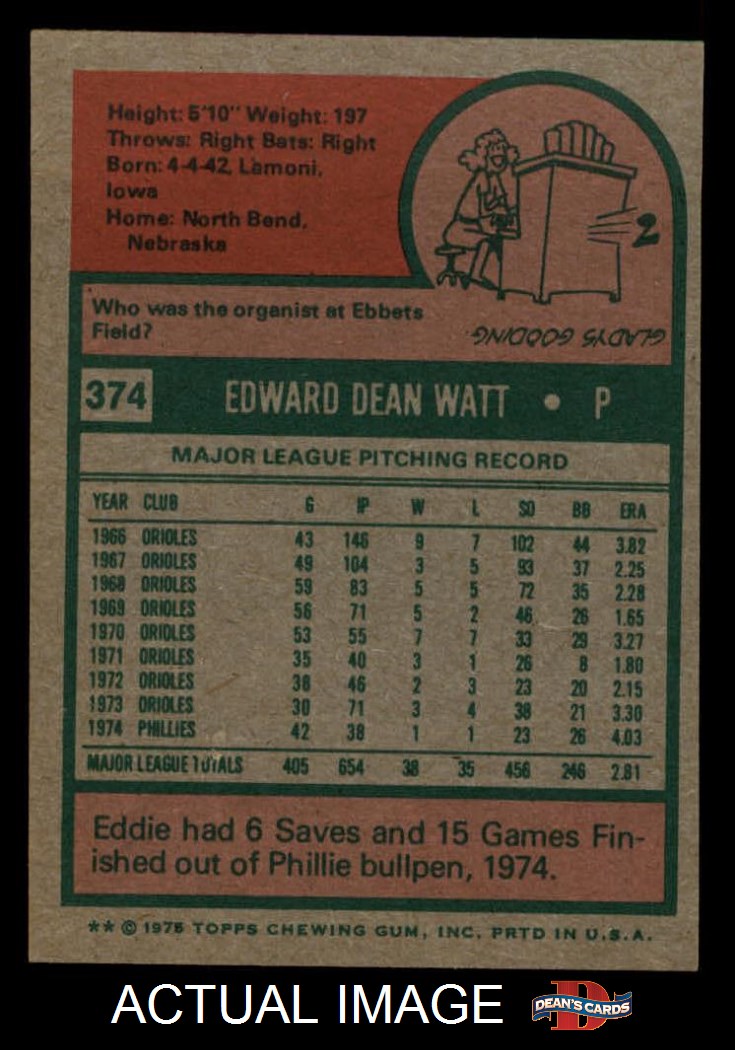 Height: 5'10" Weight: 197
Throws: Right Bats: Right
Born: 4-4-42, Lamoni,
Iowa
Home: North Bend,
Nebraska
2
Who was the organist at Ebbets
Field?
GLADYS GOODING.
374 EDWARD DEAN WATT • P
MAJOR LEAGUE PITCHING RECORD
YEAR CLUB G IP W L SO BB ERA
1966 ORIOLES 43 146 9 7 102 44 3.82
1967 ORIOLES 49 104 3 5 93 37 2.25
1968 ORIOLES 59 83 5 5 72 35 2.28
1969 ORIOLES 56 71 5 2 46 26 1.65
1970 ORIOLES 53 55 7 7 33 29 3.27
1971 ORIOLES 35 40 3 1 26 8 1.80
1972 ORIOLES 38 46 2 3 23 20 2.15
1973 ORIOLES 30 71 3 4 38 21 3.30
1974 PHILLIES 42 38 1 1 23 26 4.03
MAJOR LEAGUE TOTALS 405 654 38 35 456 246 2.81
Eddie had 6 Saves and 15 Games Fin-
ished out of Phillie bullpen, 1974.
** © 1975 TOPPS CHEWING GUM, INC. PRTD IN U.S.A.
ACTUAL IMAGE
D
DEAN'S CARDS